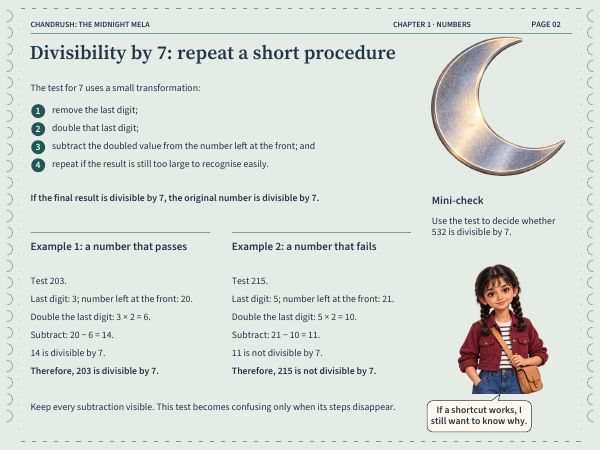 CHANDRUSH: THE MIDNIGHT MELA
CHAPTER 1 · NUMBERS
PAGE 02
Divisibility by 7: repeat a short procedure
The test for 7 uses a small transformation:
1 remove the last digit;
2 double that last digit;
3 subtract the doubled value from the number left at the front; and
4 repeat if the result is still too large to recognise easily.
If the final result is divisible by 7, the original number is divisible by 7.
Example 1: a number that passes
Test 203.
Last digit: 3; number left at the front: 20.
Double the last digit: 3 × 2 = 6.
Subtract: 20 − 6 = 14.
14 is divisible by 7.
Therefore, 203 is divisible by 7.
Example 2: a number that fails
Test 215.
Last digit: 5; number left at the front: 21.
Double the last digit: 5 × 2 = 10.
Subtract: 21 − 10 = 11.
11 is not divisible by 7.
Therefore, 215 is not divisible by 7.
Keep every subtraction visible. This test becomes confusing only when its steps disappear.
Mini-check
Use the test to decide whether
532 is divisible by 7.
If a shortcut works, I
still want to know why.